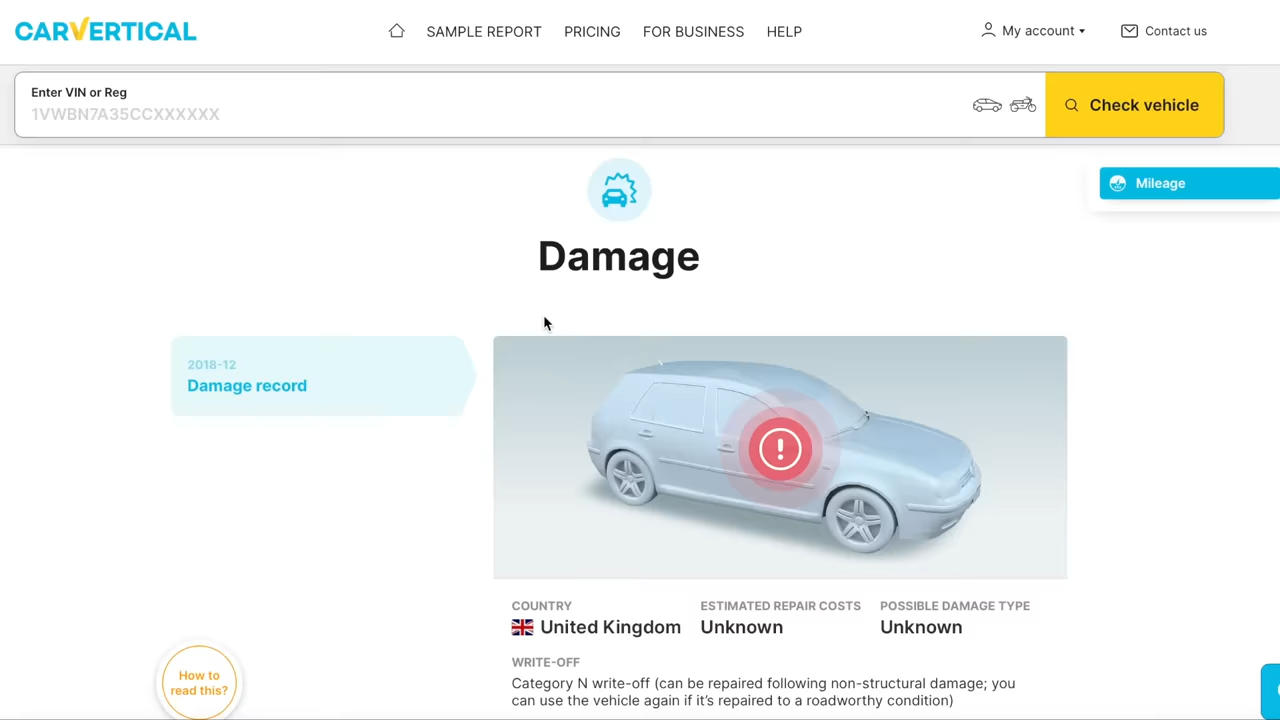 CARVERTICAL
SAMPLE REPORT
PRICING
FOR BUSINESS
HELP
My account
Contact us
Enter VIN or Reg
1VWBN7A35CCXXXXXX
Check vehicle
Mileage
Damage
2018-12
Damage record
COUNTRY
United Kingdom
ESTIMATED REPAIR COSTS
Unknown
POSSIBLE DAMAGE TYPE
Unknown
WRITE-OFF
Category N write-off (can be repaired following non-structural damage; you
can use the vehicle again if it's repaired to a roadworthy condition)
How to
read this?